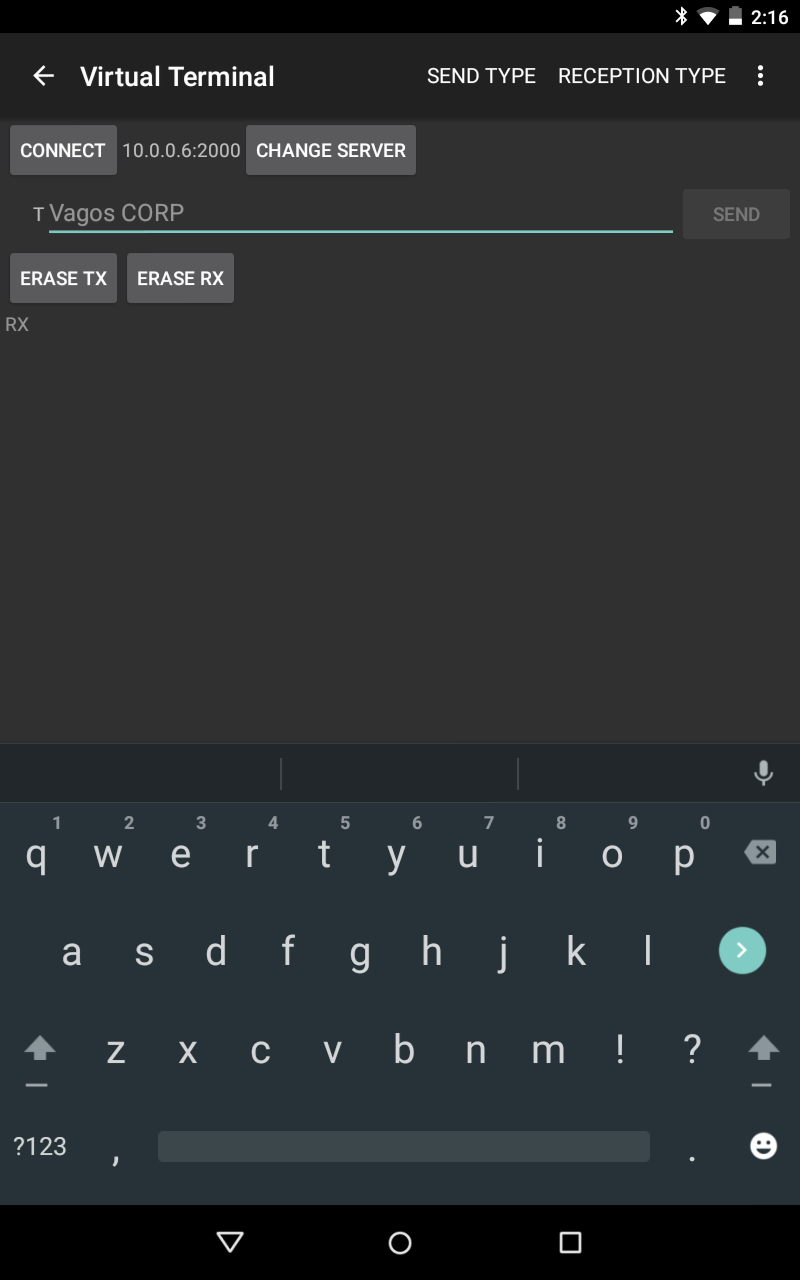 2:16
Virtual Terminal SEND TYPE RECEPTION TYPE
CONNECT 10.0.0.6:2000 CHANGE SERVER
T Vagos CORP SEND
ERASE TX ERASE RX
RX
1 2 3 4 5 6 7 8 9 0
q w e r t y u i o p
a s d f g h j k l
z x c v b n m ! ?
?123 , .